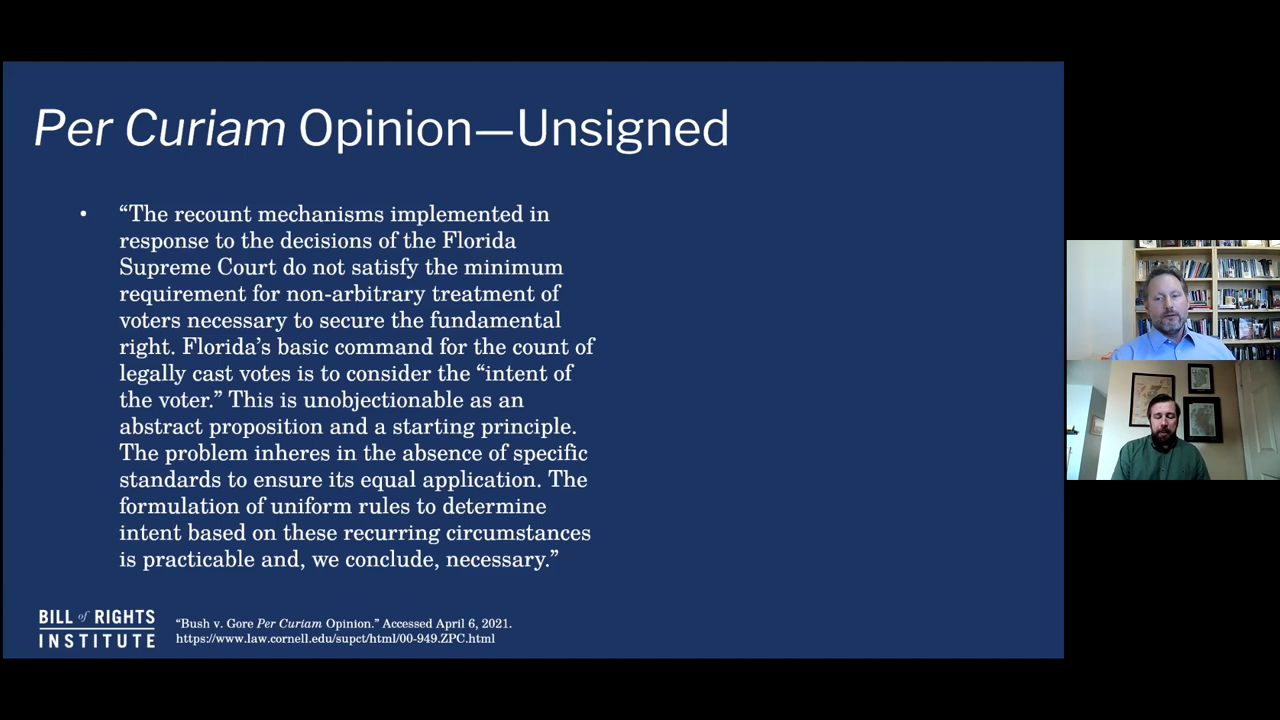 Per Curiam Opinion—Unsigned
• “The recount mechanisms implemented in
response to the decisions of the Florida
Supreme Court do not satisfy the minimum
requirement for non-arbitrary treatment of
voters necessary to secure the fundamental
right. Florida’s basic command for the count of
legally cast votes is to consider the “intent of
the voter.” This is unobjectionable as an
abstract proposition and a starting principle.
The problem inheres in the absence of specific
standards to ensure its equal application. The
formulation of uniform rules to determine
intent based on these recurring circumstances
is practicable and, we conclude, necessary.”
BILL of RIGHTS
INSTITUTE
“Bush v. Gore Per Curiam Opinion.” Accessed April 6, 2021.
https://www.law.cornell.edu/supct/html/00-949.ZPC.html